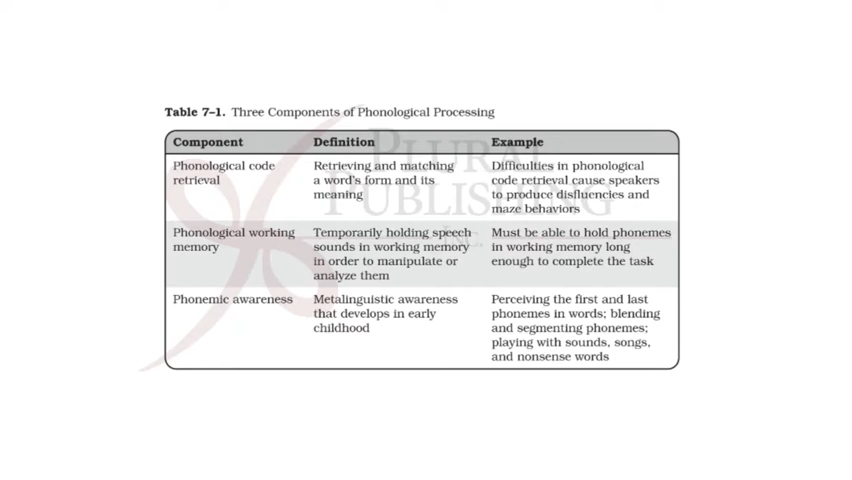 Table 7–1. Three Components of Phonological Processing
Component Definition Example
Phonological code retrieval
Retrieving and matching a word's form and its meaning
Difficulties in phonological code retrieval cause speakers to produce disfluencies and maze behaviors
Phonological working memory
Temporarily holding speech sounds in working memory in order to manipulate or analyze them
Must be able to hold phonemes in working memory long enough to complete the task
Phonemic awareness
Metalinguistic awareness that develops in early childhood
Perceiving the first and last phonemes in words; blending and segmenting phonemes; playing with sounds, songs, and nonsense words
PLURAL
PUBLISHING
INC.